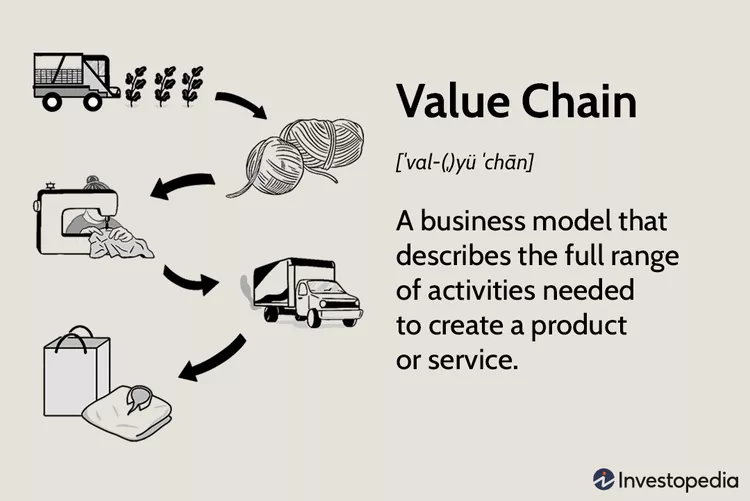 Value Chain
[ˈval-(ˌ)yü ˈchān]
A business model that
describes the full range
of activities needed
to create a product
or service.
Investopedia